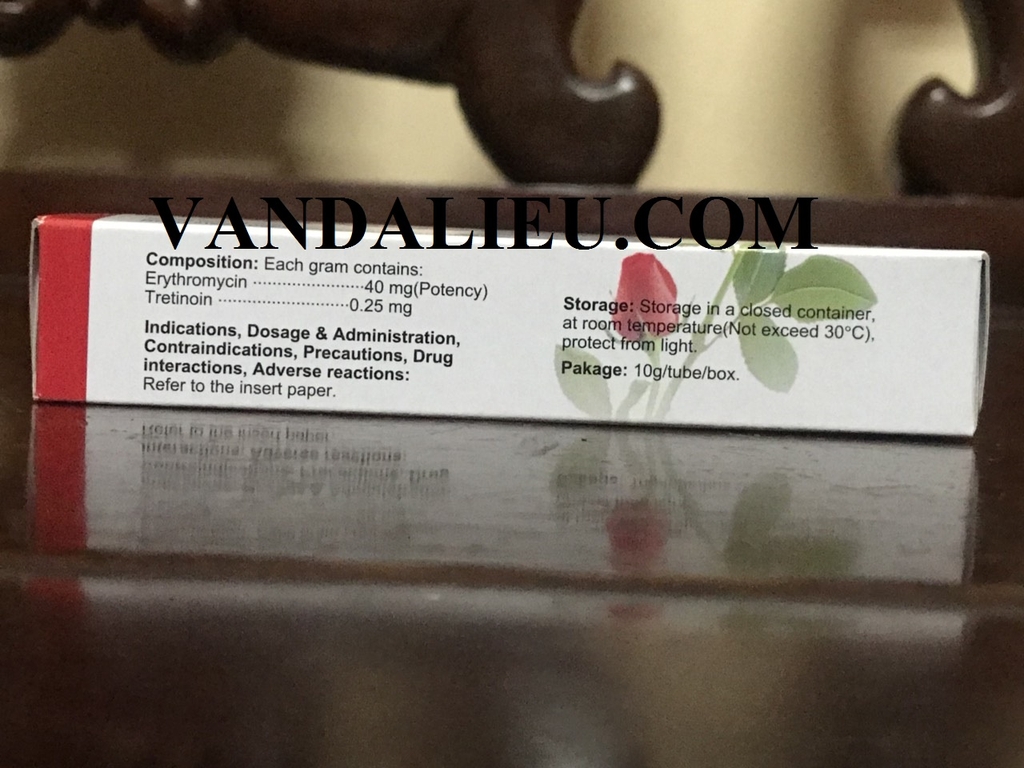 VANDALIEU.COM
Composition: Each gram contains:
Erythromycin ······················40 mg(Potency)
Tretinoin ··························0.25 mg
Indications, Dosage & Administration,
Contraindications, Precautions, Drug
interactions, Adverse reactions:
Refer to the insert paper.
Storage: Storage in a closed container,
at room temperature(Not exceed 30°C),
protect from light.
Pakage: 10g/tube/box.